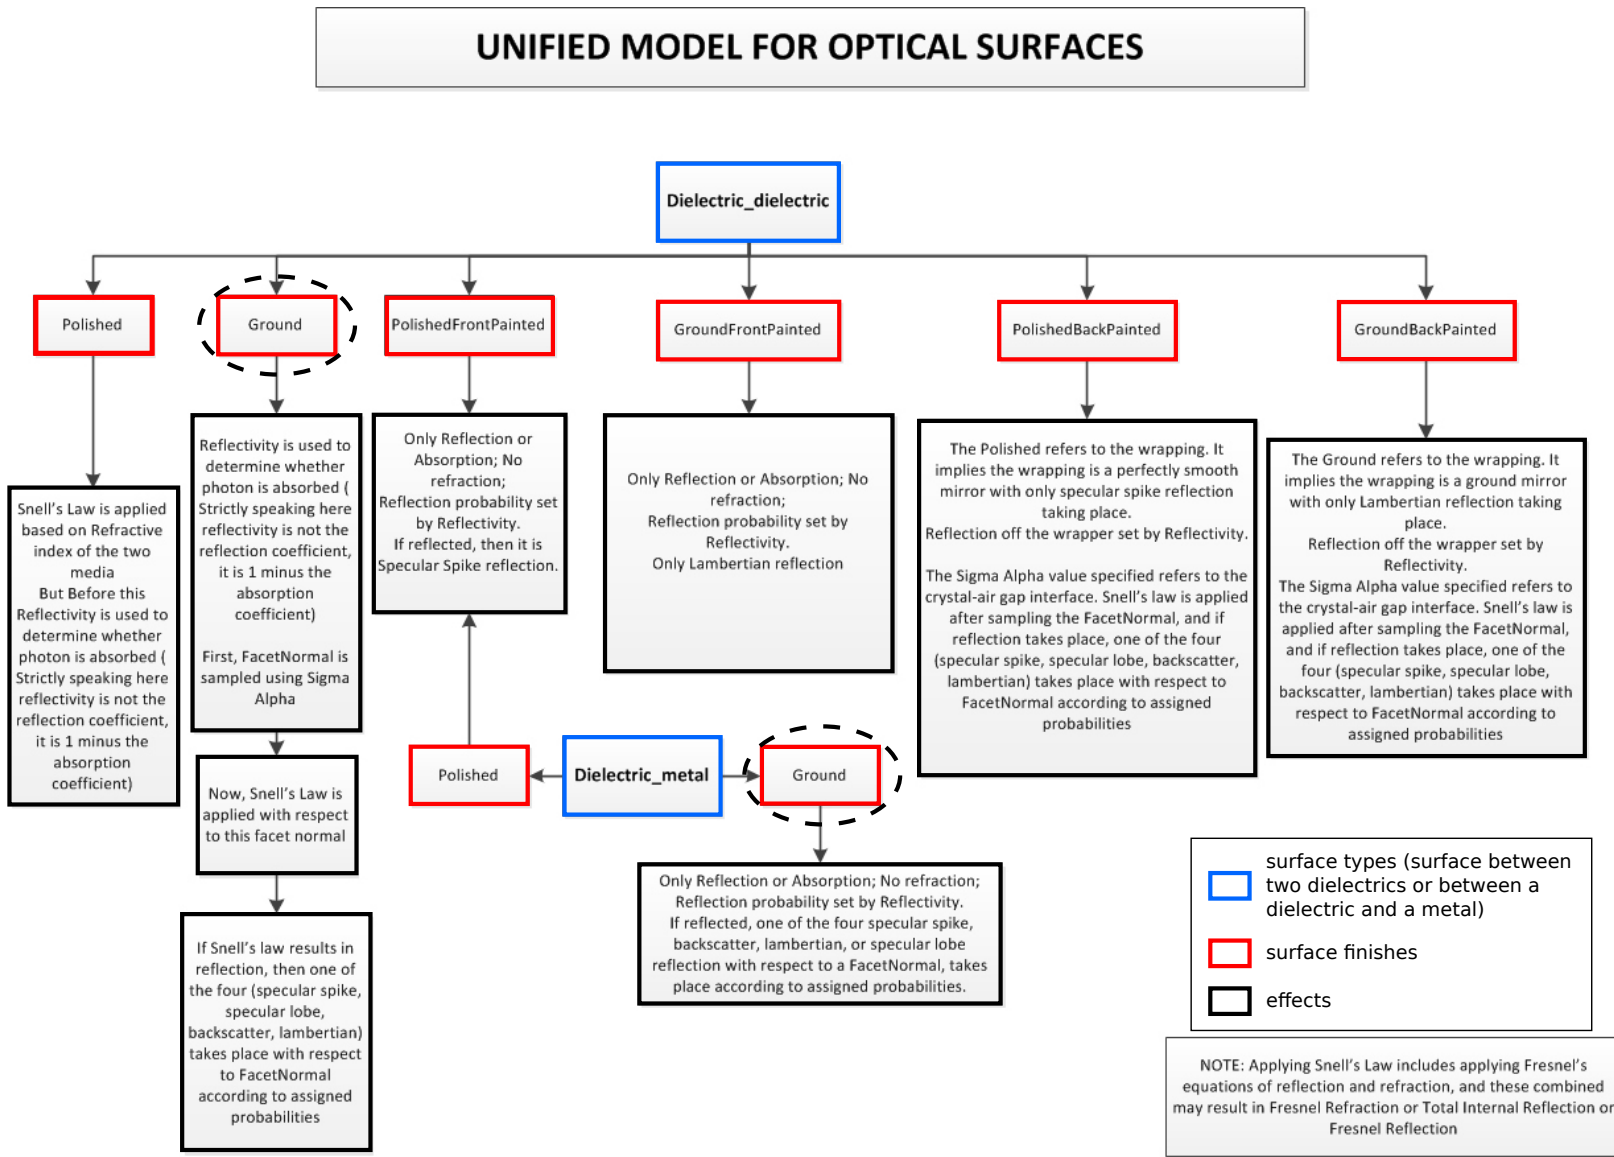 UNIFIED MODEL FOR OPTICAL SURFACES
Dielectric_dielectric
Polished
Ground
PolishedFrontPainted
GroundFrontPainted
PolishedBackPainted
GroundBackPainted
Snell's Law is applied
based on Refractive
index of the two
media
But Before this
Reflectivity is used to
determine whether
photon is absorbed (
Strictly speaking here
reflectivity is not the
reflection coefficient,
it is 1 minus the
absorption
coefficient)
Reflectivity is used to
determine whether
photon is absorbed (
Strictly speaking here
reflectivity is not the
reflection coefficient,
it is 1 minus the
absorption
coefficient)
First, FacetNormal is
sampled using Sigma
Alpha
Now, Snell's Law is
applied with respect
to this facet normal
If Snell's law results in
reflection, then one of
the four (specular spike,
specular lobe,
backscatter, lambertian)
takes place with respect
to FacetNormal
according to assigned
probabilities
Only Reflection or
Absorption; No
refraction;
Reflection probability set
by Reflectivity.
If reflected, then it is
Specular Spike reflection.
Only Reflection or Absorption; No
refraction;
Reflection probability set by
Reflectivity.
Only Lambertian reflection
The Polished refers to the wrapping. It
implies the wrapping is a perfectly smooth
mirror with only specular spike reflection
taking place.
Reflection off the wrapper set by Reflectivity.
The Sigma Alpha value specified refers to the
crystal-air gap interface. Snell's law is applied
after sampling the FacetNormal, and if
reflection takes place, one of the four
(specular spike, specular lobe, backscatter,
lambertian) takes place with respect to
FacetNormal according to assigned
probabilities
The Ground refers to the wrapping. It
implies the wrapping is a ground mirror
with only Lambertian reflection taking
place.
Reflection off the wrapper set by
Reflectivity.
The Sigma Alpha value specified refers to
the crystal-air gap interface. Snell's law is
applied after sampling the FacetNormal,
and if reflection takes place, one of the
four (specular spike, specular lobe,
backscatter, lambertian) takes place with
respect to FacetNormal according to
assigned probabilities
Polished
Dielectric_metal
Ground
Only Reflection or Absorption; No refraction;
Reflection probability set by Reflectivity.
If reflected, one of the four specular spike,
backscatter, lambertian, or specular lobe
reflection with respect to a FacetNormal, takes
place according to assigned probabilities.
surface types (surface between
two dielectrics or between a
dielectric and a metal)
surface finishes
effects
NOTE: Applying Snell's Law includes applying Fresnel's
equations of reflection and refraction, and these combined
may result in Fresnel Refraction or Total Internal Reflection or
Fresnel Reflection